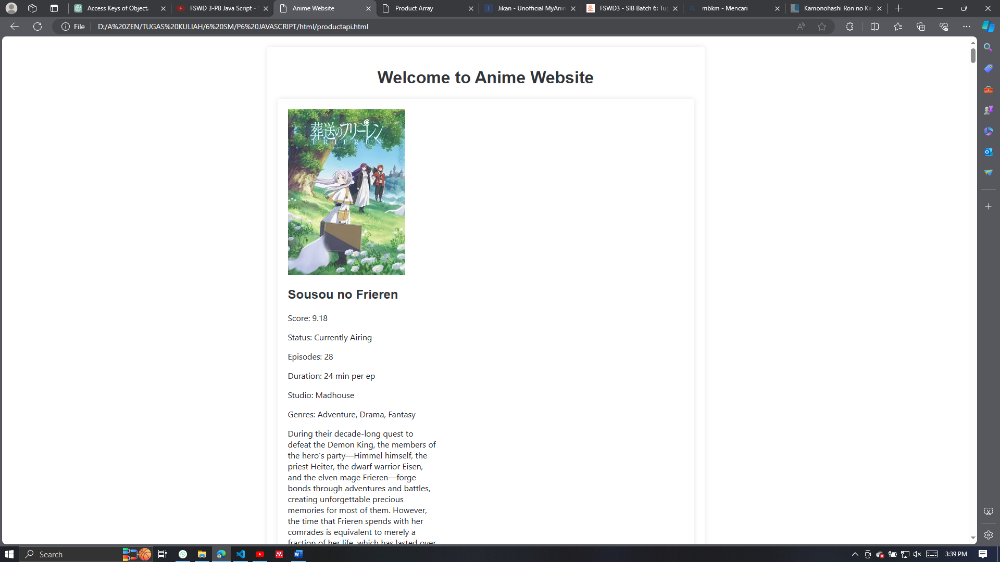 Access Keys of Object.
FSWD 3-P8 Java Script -
Anime Website
Product Array
Jikan - Unofficial MyAnim
FSWD3 - SIB Batch 6: Tug
mbkm - Mencari
Kamonohashi Ron no Kin
File
D:/A%20ZEN/TUGAS%20KULIAH/6%20SM/P6%20JAVASCRIPT/html/productapi.html
Welcome to Anime Website
葬送のフリーレン
FRIEREN
Sousou no Frieren
Score: 9.18
Status: Currently Airing
Episodes: 28
Duration: 24 min per ep
Studio: Madhouse
Genres: Adventure, Drama, Fantasy
During their decade-long quest to
defeat the Demon King, the members of
the hero's party—Himmel himself, the
priest Heiter, the dwarf warrior Eisen,
and the elven mage Frieren—forge
bonds through adventures and battles,
creating unforgettable precious
memories for most of them. However,
the time that Frieren spends with her
comrades is equivalent to merely a
fraction of her life, which has lasted over
Search
3:39 PM